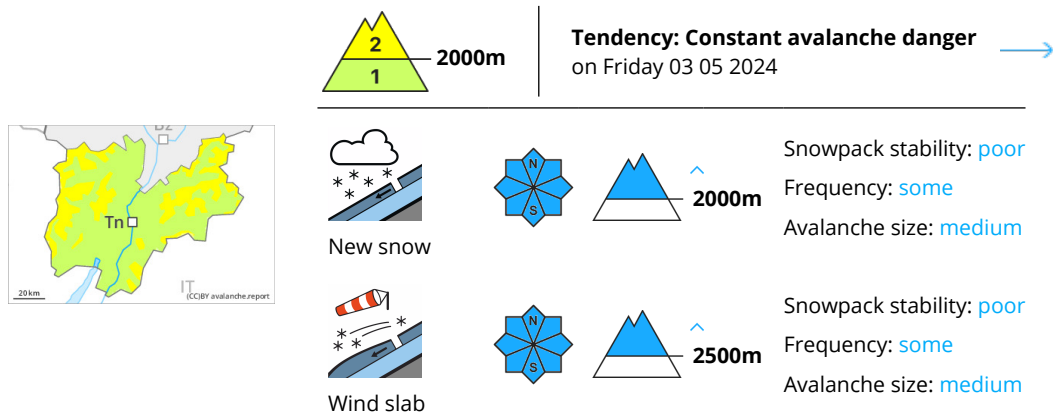 2
2000m
1
Tendency: Constant avalanche danger
on Friday 03 05 2024
BZ
Tn
20 km
IT
(CC)BY avalanche.report
New snow
N
S
2000m
Snowpack stability: poor
Frequency: some
Avalanche size: medium
Wind slab
N
S
2500m
Snowpack stability: poor
Frequency: some
Avalanche size: medium